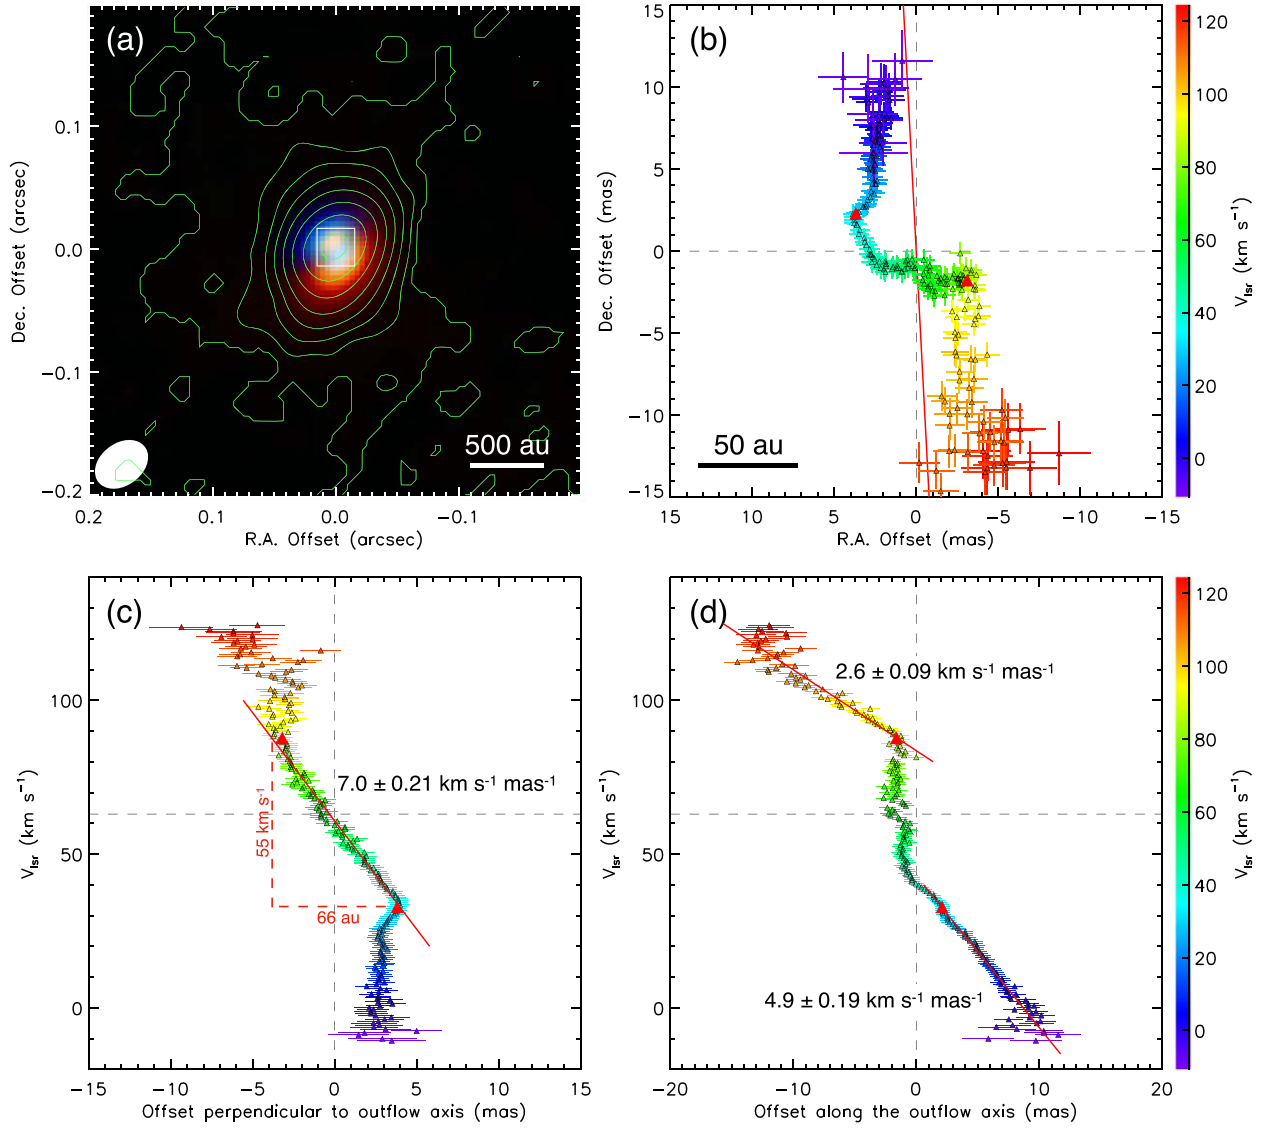 (a)
Dec. Offset (arcsec)
0.1
0.0
−0.1
−0.2
500 au
0.2
0.1
0.0
−0.1
R.A. Offset (arcsec)
(b)
Dec. Offset (mas)
15
10
5
0
−5
−10
−15
50 au
15
10
5
0
−5
−10
−15
R.A. Offset (mas)
120
100
80
60
40
20
0
Vlsr (km s−1)
(c)
Vlsr (km s−1)
100
50
0
7.0 ± 0.21 km s-1 mas-1
55 km s-1
66 au
−15
−10
−5
0
5
10
15
Offset perpendicular to outflow axis (mas)
(d)
Vlsr (km s−1)
100
50
0
2.6 ± 0.09 km s-1 mas-1
4.9 ± 0.19 km s-1 mas-1
−20
−10
0
10
20
Offset along the outflow axis (mas)
120
100
80
60
40
20
0
Vlsr (km s−1)